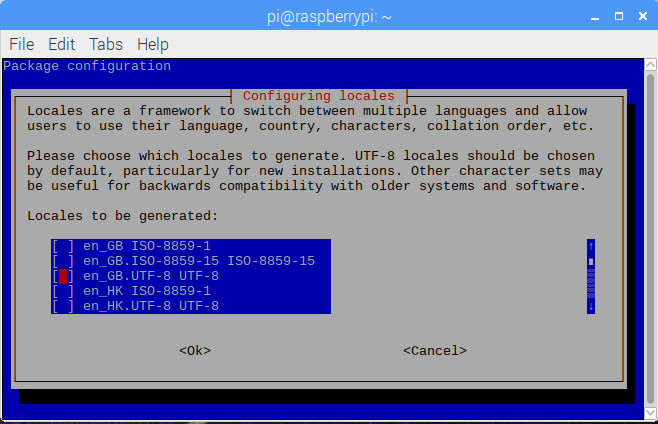 pi@raspberrypi: ~
File Edit Tabs Help
Package configuration
Configuring locales
Locales are a framework to switch between multiple languages and allow
users to use their language, country, characters, collation order, etc.
Please choose which locales to generate. UTF-8 locales should be chosen
by default, particularly for new installations. Other character sets may
be useful for backwards compatibility with older systems and software.
Locales to be generated:
[ ] en_GB ISO-8859-1
[ ] en_GB.ISO-8859-15 ISO-8859-15
[ ] en_GB.UTF-8 UTF-8
[ ] en_HK ISO-8859-1
[ ] en_HK.UTF-8 UTF-8
<Ok> <Cancel>